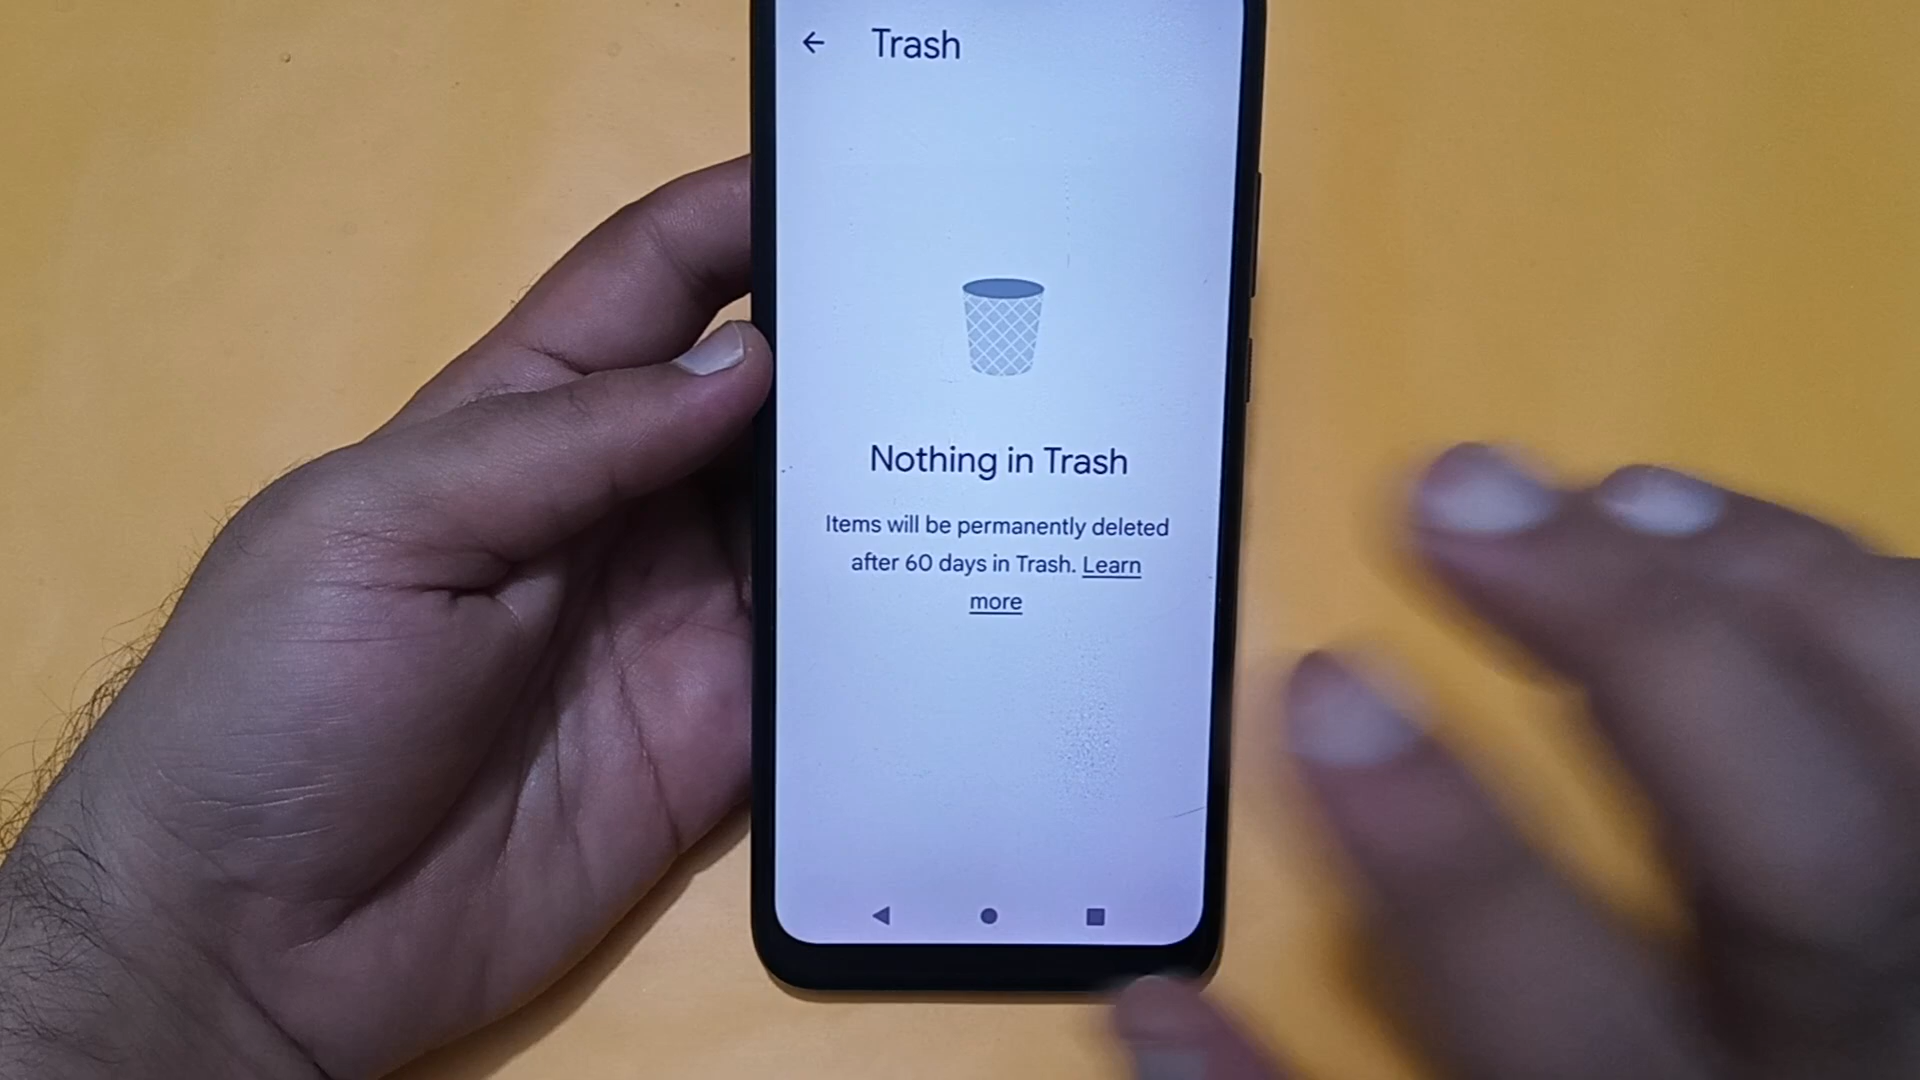 Trash
Nothing in Trash
Items will be permanently deleted
after 60 days in Trash. Learn
more